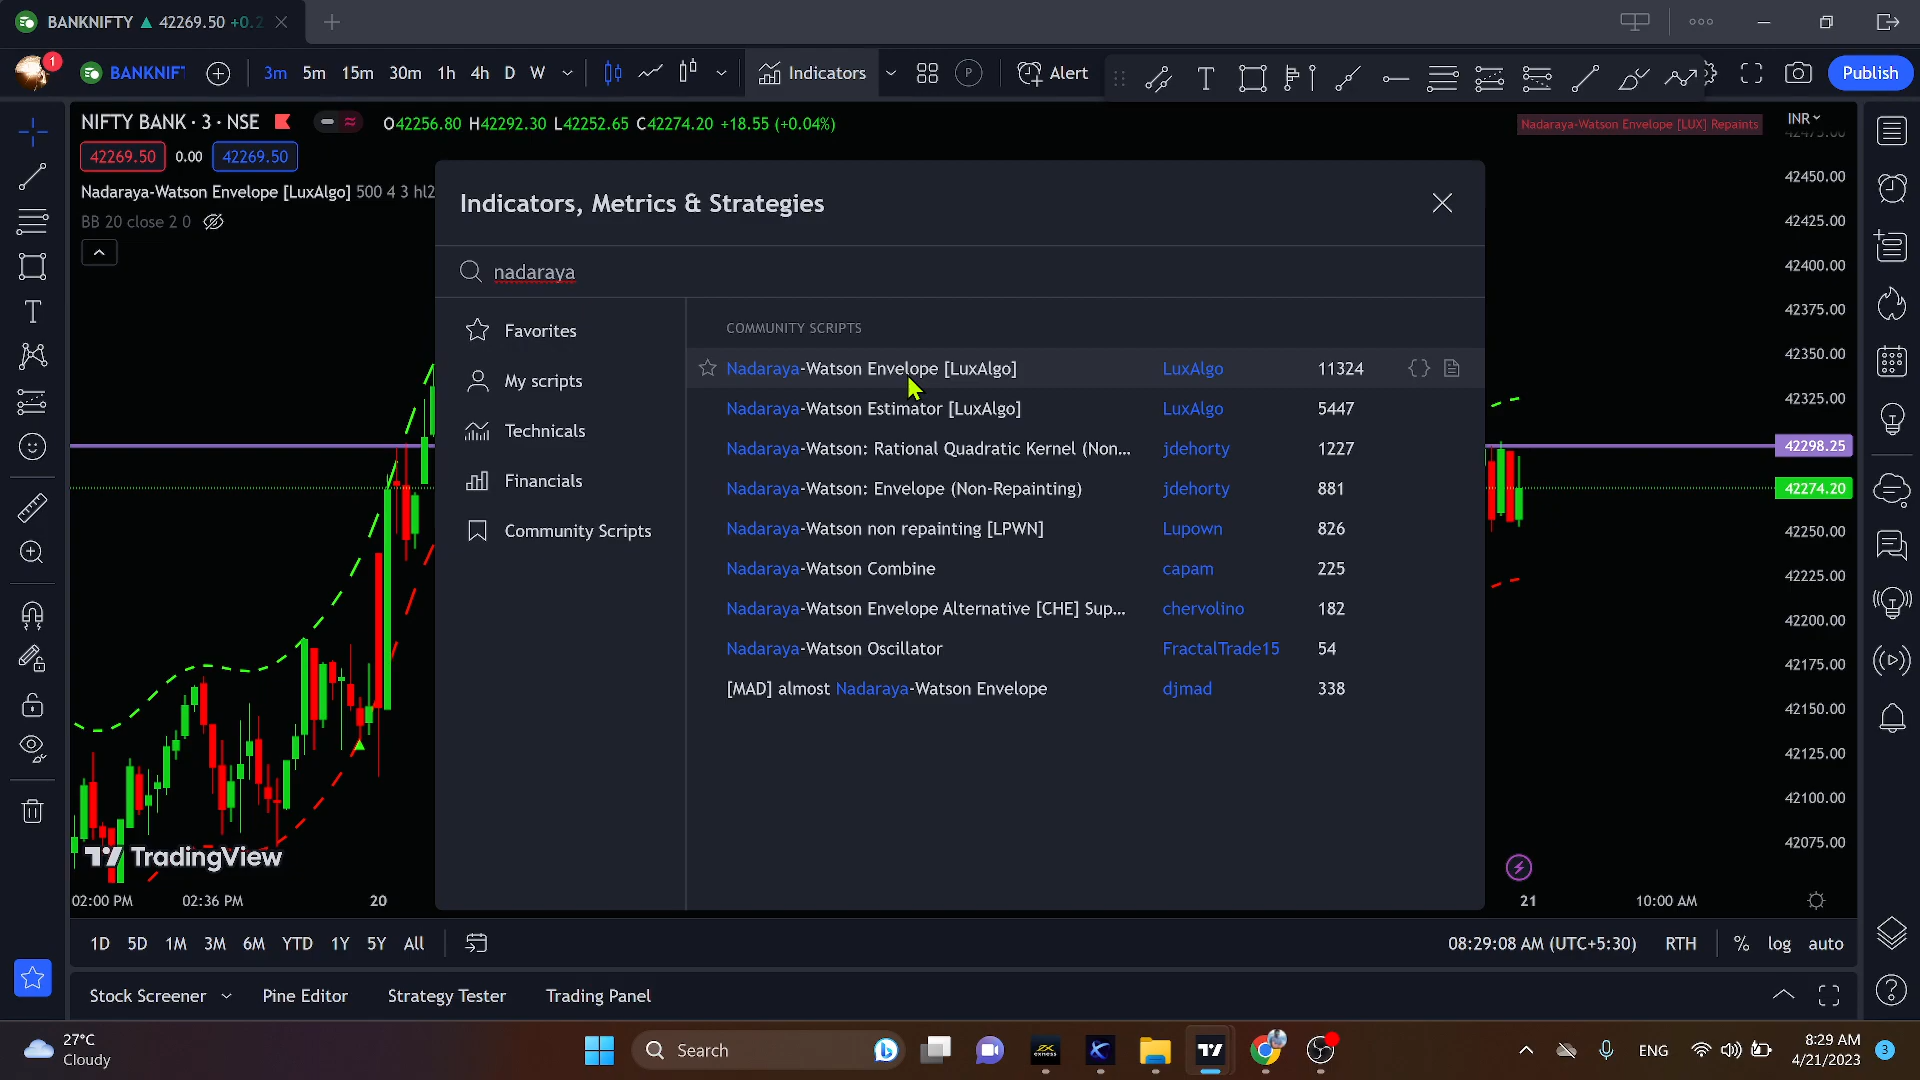 BANKNIFTY ▲ 42269.50 +0.2
1
BANKNIF
3m 5m 15m 30m 1h 4h D W
Indicators
P
Alert
Publish
NIFTY BANK · 3 · NSE
O42256.80 H42292.30 L42252.65 C42274.20 +18.55 (+0.04%)
Nadaraya-Watson Envelope [LUX] Repaints
INR
42269.50 0.00 42269.50
Nadaraya-Watson Envelope [LuxAlgo] 500 4 3 hl2
BB 20 close 2 0
Indicators, Metrics & Strategies
nadaraya
Favorites
My scripts
Technicals
Financials
Community Scripts
COMMUNITY SCRIPTS
Nadaraya-Watson Envelope [LuxAlgo] LuxAlgo 11324
Nadaraya-Watson Estimator [LuxAlgo] LuxAlgo 5447
Nadaraya-Watson: Rational Quadratic Kernel (Non... jdehorty 1227
Nadaraya-Watson: Envelope (Non-Repainting) jdehorty 881
Nadaraya-Watson non repainting [LPWN] Lupown 826
Nadaraya-Watson Combine capam 225
Nadaraya-Watson Envelope Alternative [CHE] Sup... chervolino 182
Nadaraya-Watson Oscillator FractalTrade15 54
[MAD] almost Nadaraya-Watson Envelope djmad 338
42475.00
42450.00
42425.00
42400.00
42375.00
42350.00
42325.00
42298.25
42274.20
42250.00
42225.00
42200.00
42175.00
42150.00
42125.00
42100.00
42075.00
TradingView
02:00 PM 02:36 PM 20 21 10:00 AM
1D 5D 1M 3M 6M YTD 1Y 5Y All
08:29:08 AM (UTC+5:30) RTH % log auto
Stock Screener Pine Editor Strategy Tester Trading Panel
27°C
Cloudy
Search
exness
ENG
8:29 AM
4/21/2023
3